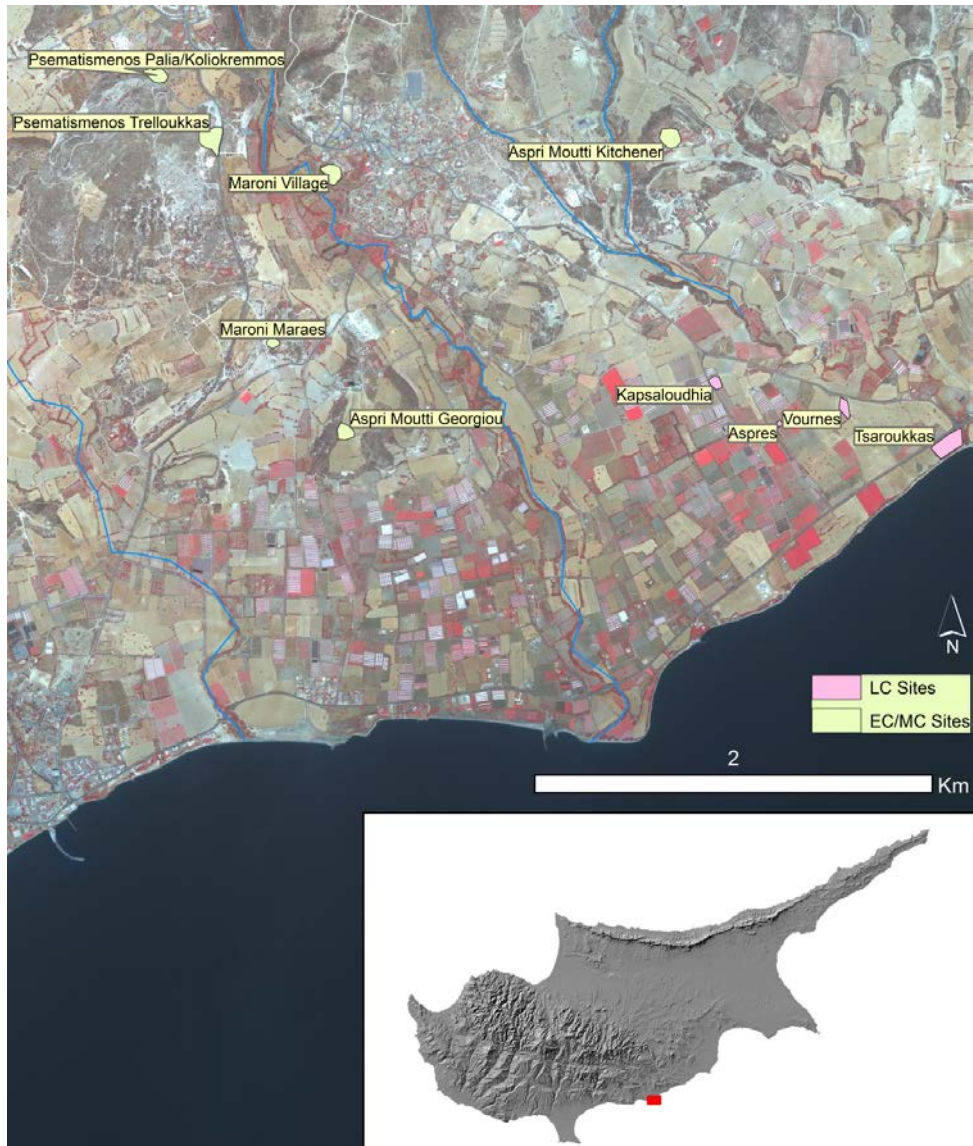 Psematismenos Palia/Koliokremmos
Psematismenos Trelloukkas
Aspri Moutti Kitchener
Maroni Village
Maroni Maraes
Kapsaloudhia
Aspri Moutti Georgiou
Vournes
Aspres
Tsaroukkas
N
LC Sites
EC/MC Sites
2
Km